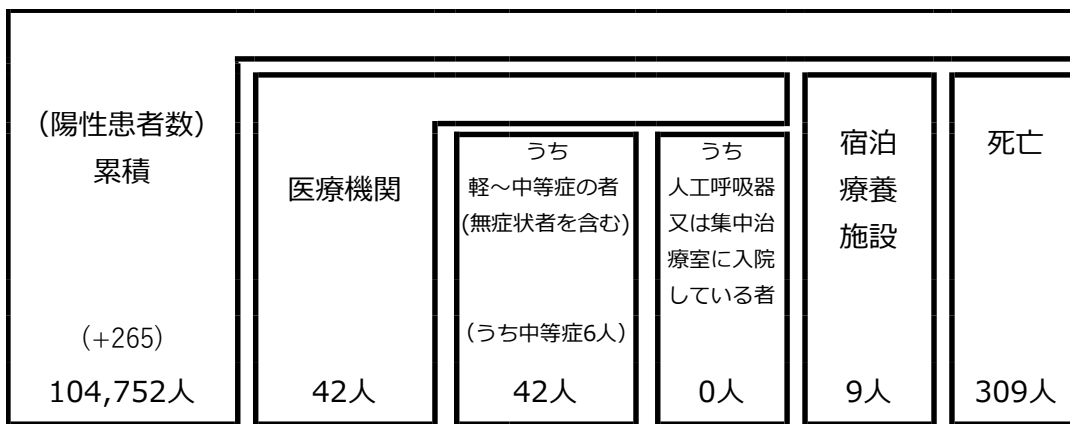 （陽性患者数）
累積
(+265)
104,752人
医療機関
42人
うち
軽～中等症の者
(無症状者を含む)
（うち中等症6人）
42人
うち
人工呼吸器
又は集中治
療室に入院
している者
0人
宿泊
療養
施設
9人
死亡
309人